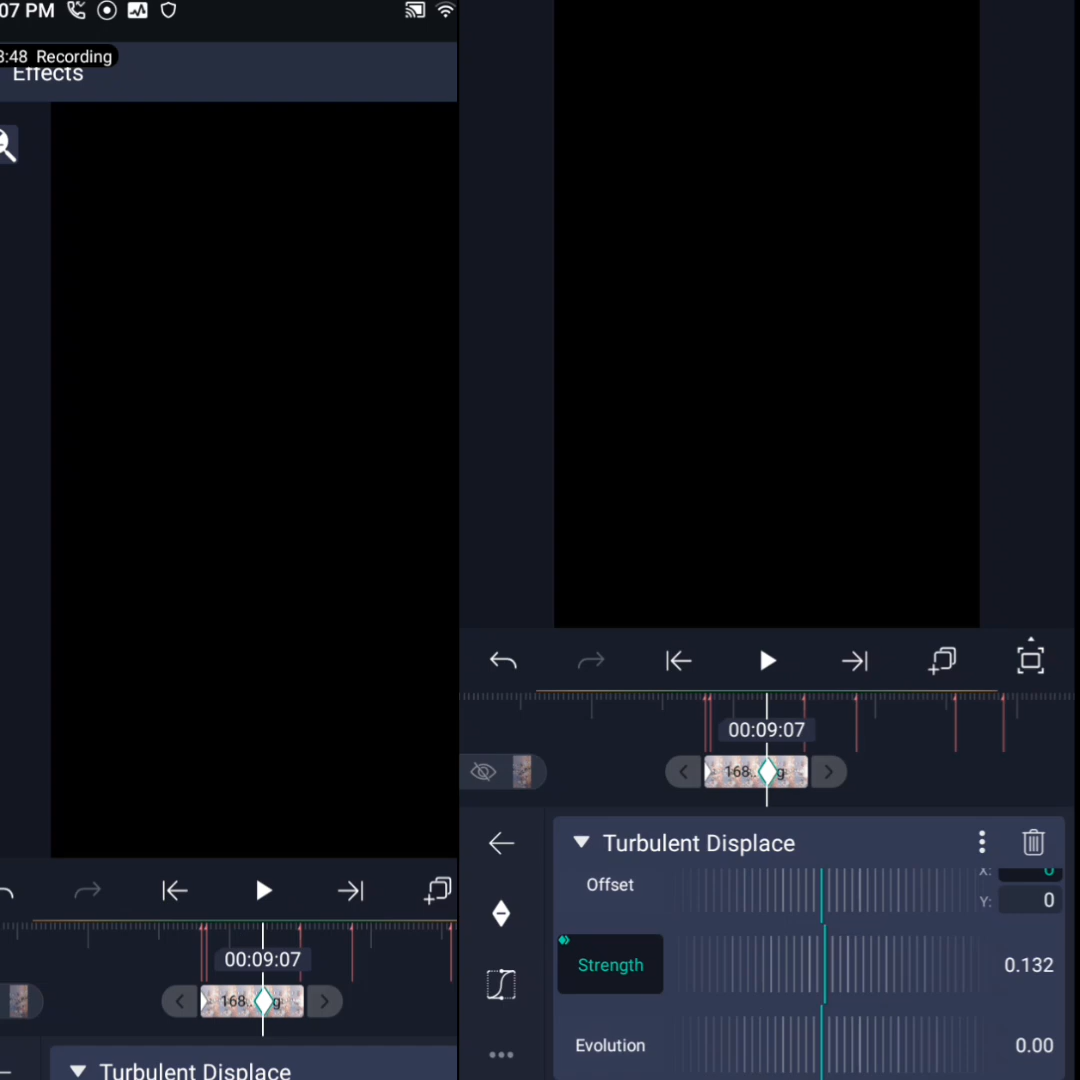 07 PM
3:48 Recording
Effects
00:09:07
168..
g
Turbulent Displace
00:09:07
168..
g
Turbulent Displace
Offset
X: 0
Y: 0
Strength
0.132
Evolution
0.00